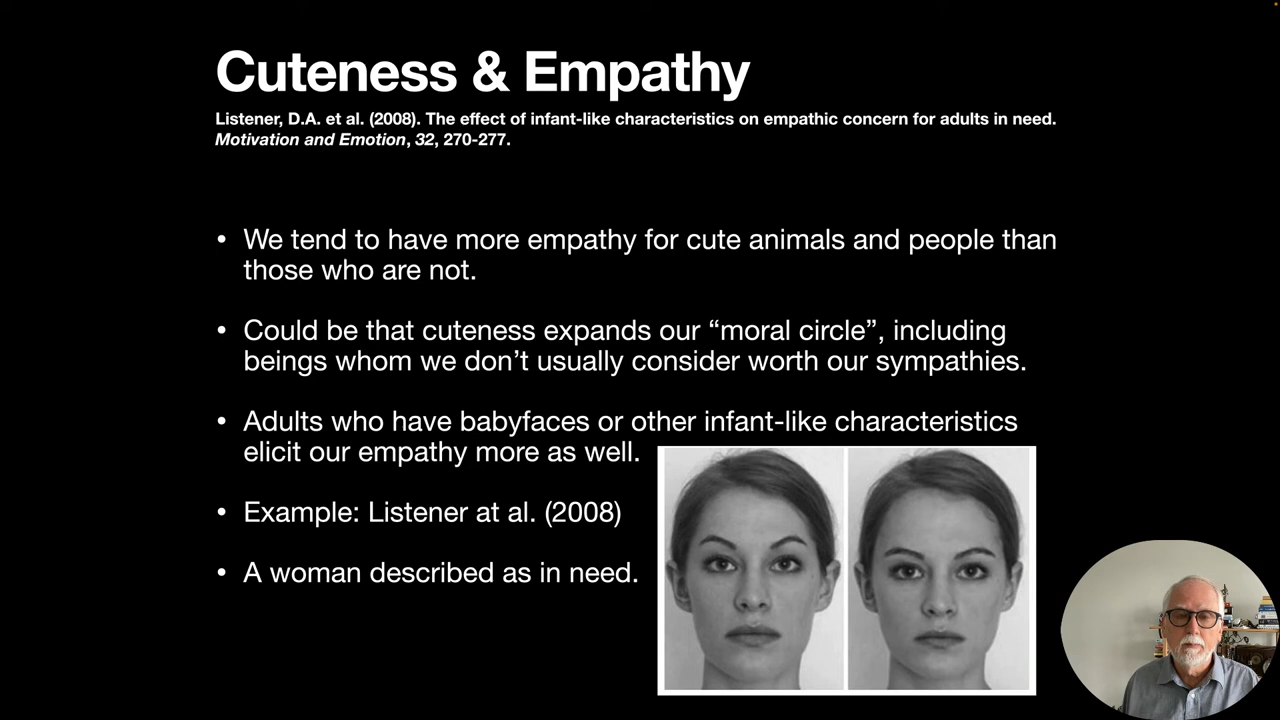 Cuteness & Empathy
Listener, D.A. et al. (2008). The effect of infant-like characteristics on empathic concern for adults in need.
Motivation and Emotion, 32, 270-277.
• We tend to have more empathy for cute animals and people than
those who are not.
• Could be that cuteness expands our “moral circle”, including
beings whom we don’t usually consider worth our sympathies.
• Adults who have babyfaces or other infant-like characteristics
elicit our empathy more as well.
• Example: Listener at al. (2008)
• A woman described as in need.